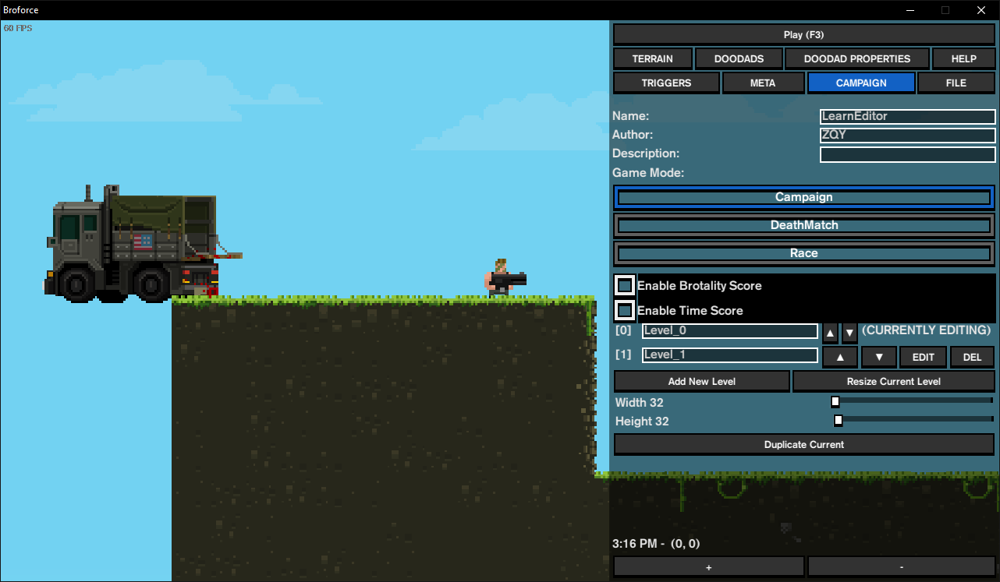 Broforce
60 FPS
Play (F3)
TERRAIN DOODADS DOODAD PROPERTIES HELP
TRIGGERS META CAMPAIGN FILE
Name: LearnEditor
Author: ZQY
Description:
Game Mode:
Campaign
DeathMatch
Race
Enable Brotality Score
Enable Time Score
[0] Level_0 ▲ ▼ (CURRENTLY EDITING)
[1] Level_1 ▲ ▼ EDIT DEL
Add New Level Resize Current Level
Width 32
Height 32
Duplicate Current
3:16 PM - (0, 0)
+ -